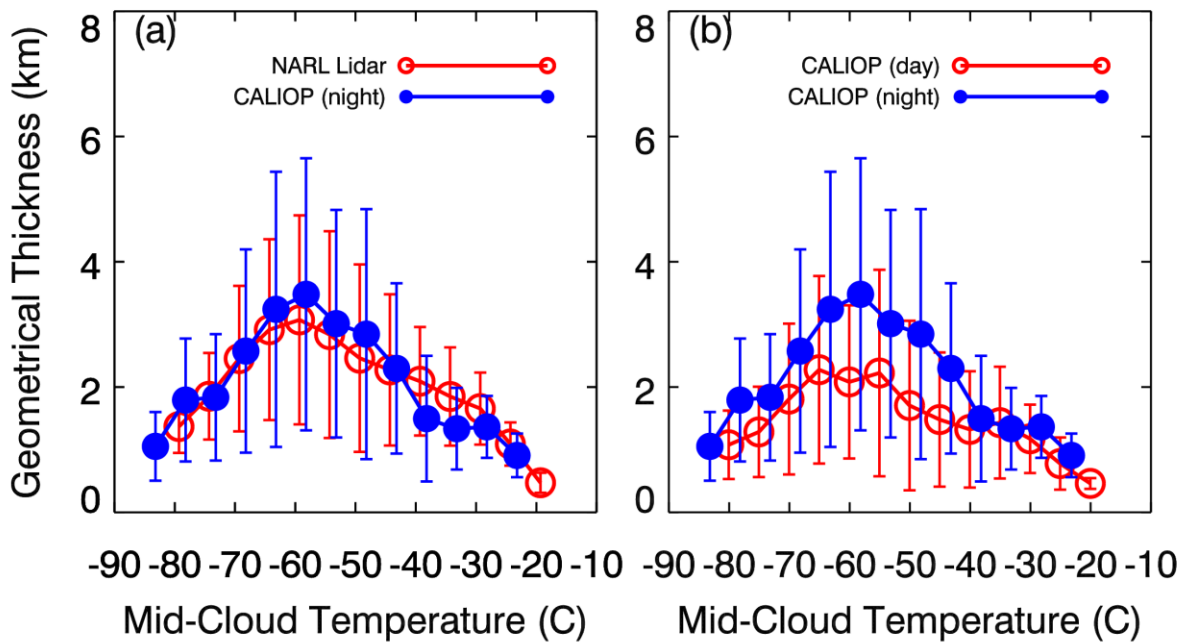 Geometrical Thickness (km)
8
6
4
2
0
(a)
NARL Lidar
CALIOP (night)
-90 -80 -70 -60 -50 -40 -30 -20 -10
Mid-Cloud Temperature (C)
8
6
4
2
0
(b)
CALIOP (day)
CALIOP (night)
-90 -80 -70 -60 -50 -40 -30 -20 -10
Mid-Cloud Temperature (C)